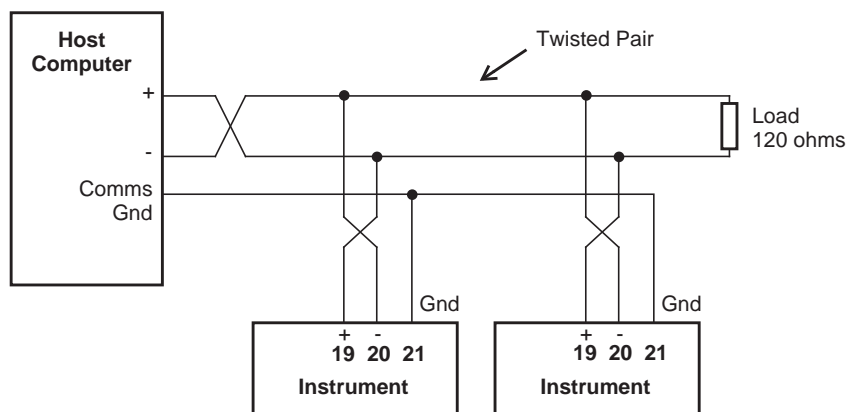 Host
Computer
Twisted Pair
+
-
Load
120 ohms
Comms
Gnd
Gnd
Gnd
+ -
19 20 21
Instrument
+ -
19 20 21
Instrument